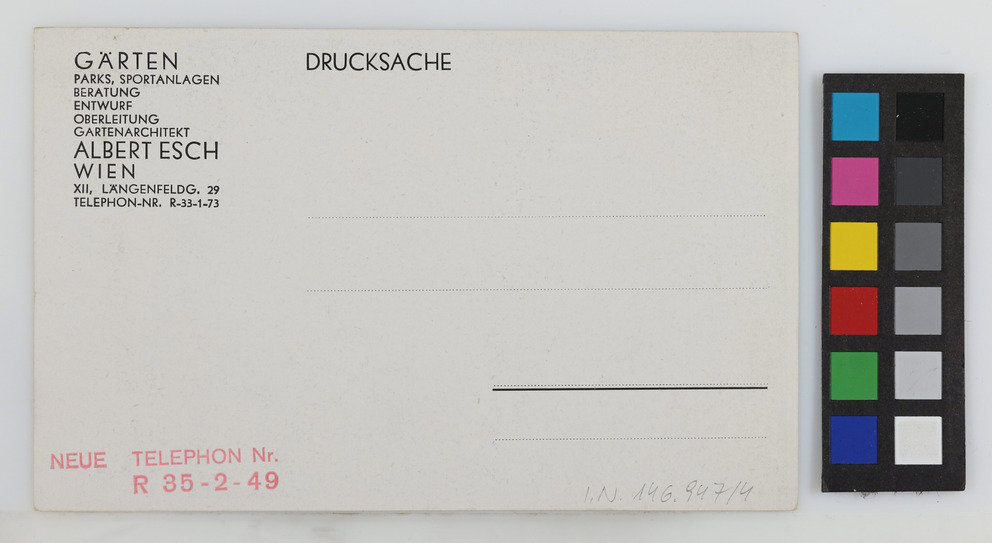 GÄRTEN
PARKS, SPORTANLAGEN
BERATUNG
ENTWURF
OBERLEITUNG
GARTENARCHITEKT
ALBERT ESCH
WIEN
XII, LÄNGENFELDG. 29
TELEPHON-NR. R-33-1-73
DRUCKSACHE
NEUE TELEPHON Nr.
R 35-2-49
I.N. 146.947/4